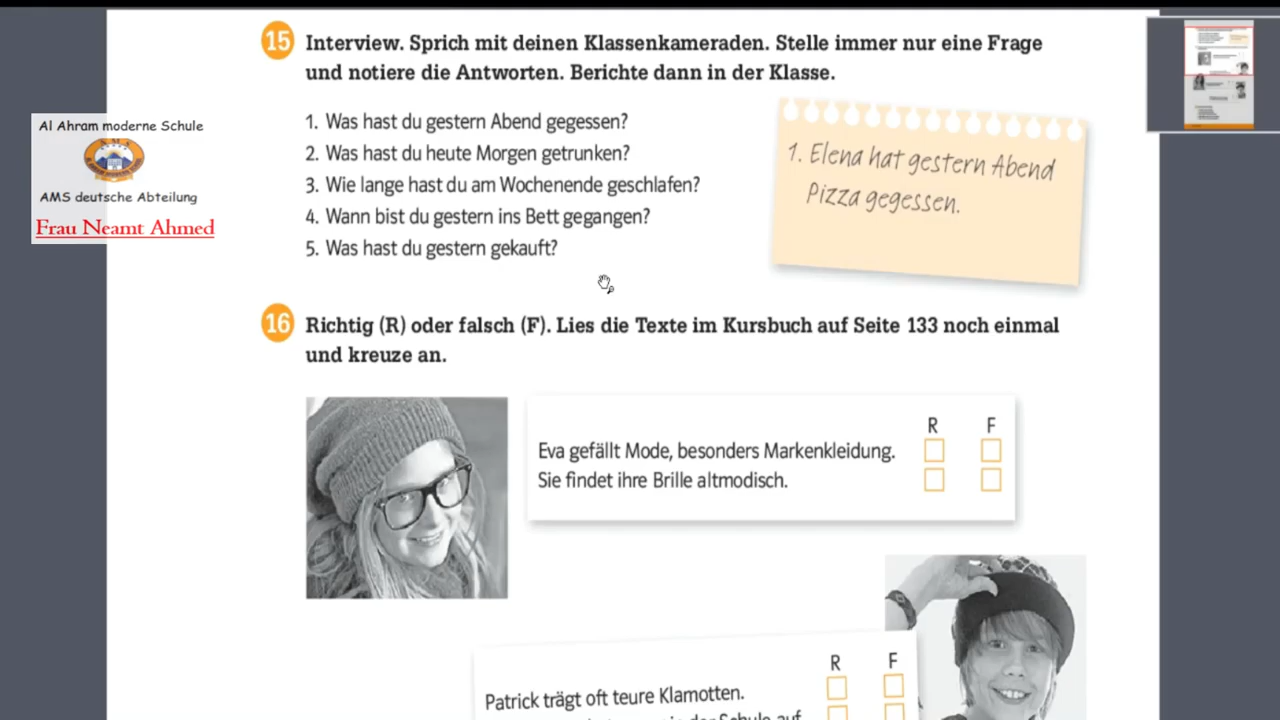 15 Interview. Sprich mit deinen Klassenkameraden. Stelle immer nur eine Frage
und notiere die Antworten. Berichte dann in der Klasse.
Al Ahram moderne Schule
AMS deutsche Abteilung
Frau Neamt Ahmed
1. Was hast du gestern Abend gegessen?
2. Was hast du heute Morgen getrunken?
3. Wie lange hast du am Wochenende geschlafen?
4. Wann bist du gestern ins Bett gegangen?
5. Was hast du gestern gekauft?
1. Elena hat gestern Abend
Pizza gegessen.
16 Richtig (R) oder falsch (F). Lies die Texte im Kursbuch auf Seite 133 noch einmal
und kreuze an.
R F
Eva gefällt Mode, besonders Markenkleidung.
Sie findet ihre Brille altmodisch.
R F
Patrick trägt oft teure Klamotten.
der Schule auf